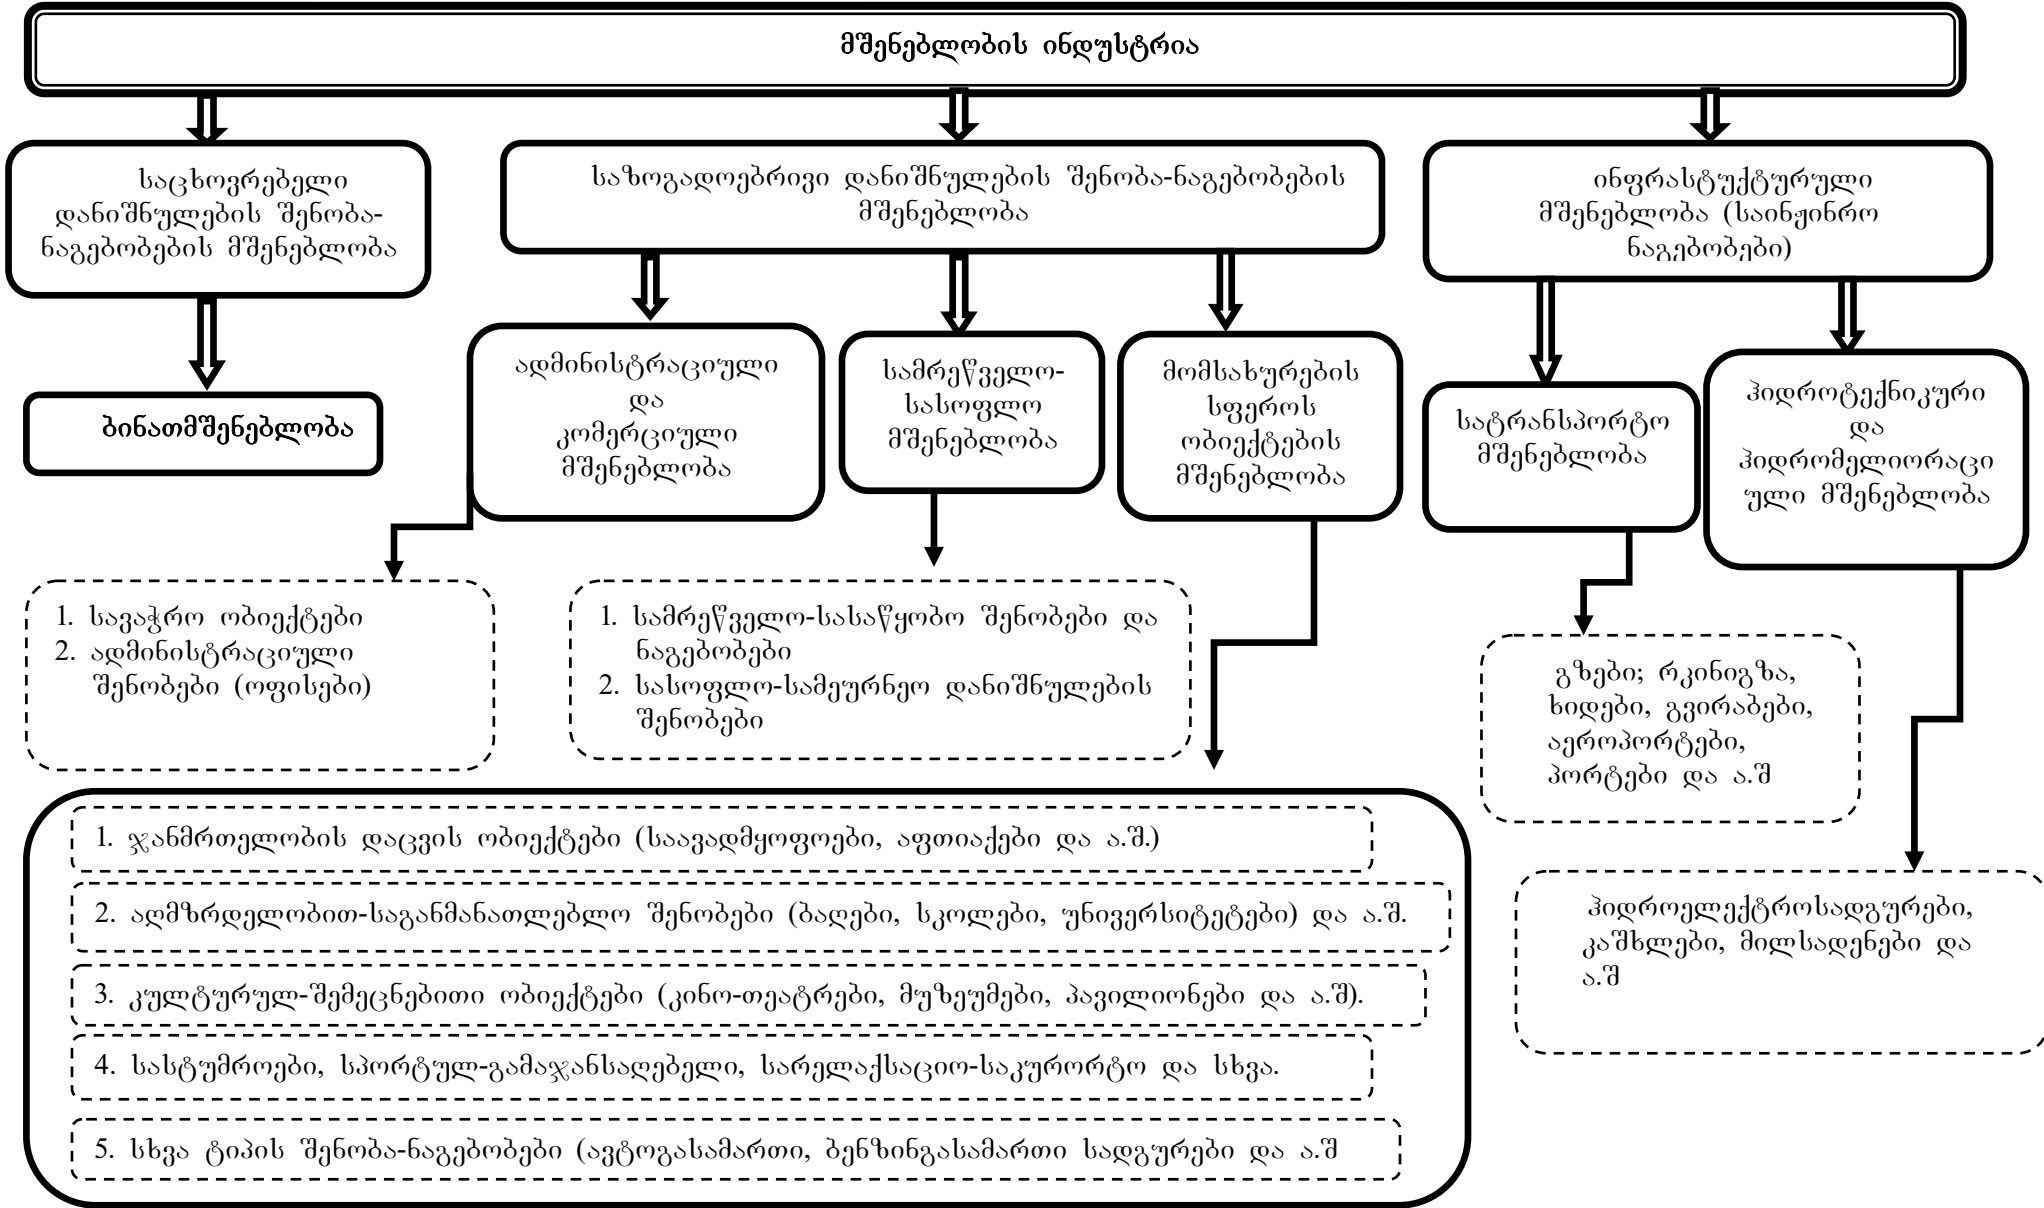 მშენებლობის ინდუსტრია
საცხოვრებელი
დანიშნულების შენობა-
ნაგებობების მშენებლობა
საზოგადოებრივი დანიშნულების შენობა-ნაგებობების
მშენებლობა
ინფრასტუქტურული
მშენებლობა (საინჟინრო
ნაგებობები)
ბინათმშენებლობა
ადმინისტრაციული
და
კომერციული
მშენებლობა
სამრეწველო-
სასოფლო
მშენებლობა
მომსახურების
სფეროს
ობიექტების
მშენებლობა
სატრანსპორტო
მშენებლობა
ჰიდროტექნიკური
და
ჰიდრომელიორაცი
ული მშენებლობა
1. სავაჭრო ობიექტები
2. ადმინისტრაციული
შენობები (ოფისები)
1. სამრეწველო-სასაწყობო შენობები და
ნაგებობები
2. სასოფლო-სამეურნეო დანიშნულების
შენობები
გზები; რკინიგზა,
ხიდები, გვირაბები,
აეროპორტები,
პორტები და ა.შ
1. ჯანმრთელობის დაცვის ობიექტები (საავადმყოფოები, აფთიაქები და ა.შ.)
2. აღმზრდელობით-საგანმანათლებლო შენობები (ბაღები, სკოლები, უნივერსიტეტები) და ა.შ.
3. კულტურულ-შემეცნებითი ობიექტები (კინო-თეატრები, მუზეუმები, პავილიონები და ა.შ).
4. სასტუმროები, სპორტულ-გამაჯანსაღებელი, სარელაქსაციო-საკურორტო და სხვა.
5. სხვა ტიპის შენობა-ნაგებობები (ავტოგასამართი, ბენზინგასამართი სადგურები და ა.შ
ჰიდროელექტროსადგურები,
კაშხლები, მილსადენები და
ა.შ